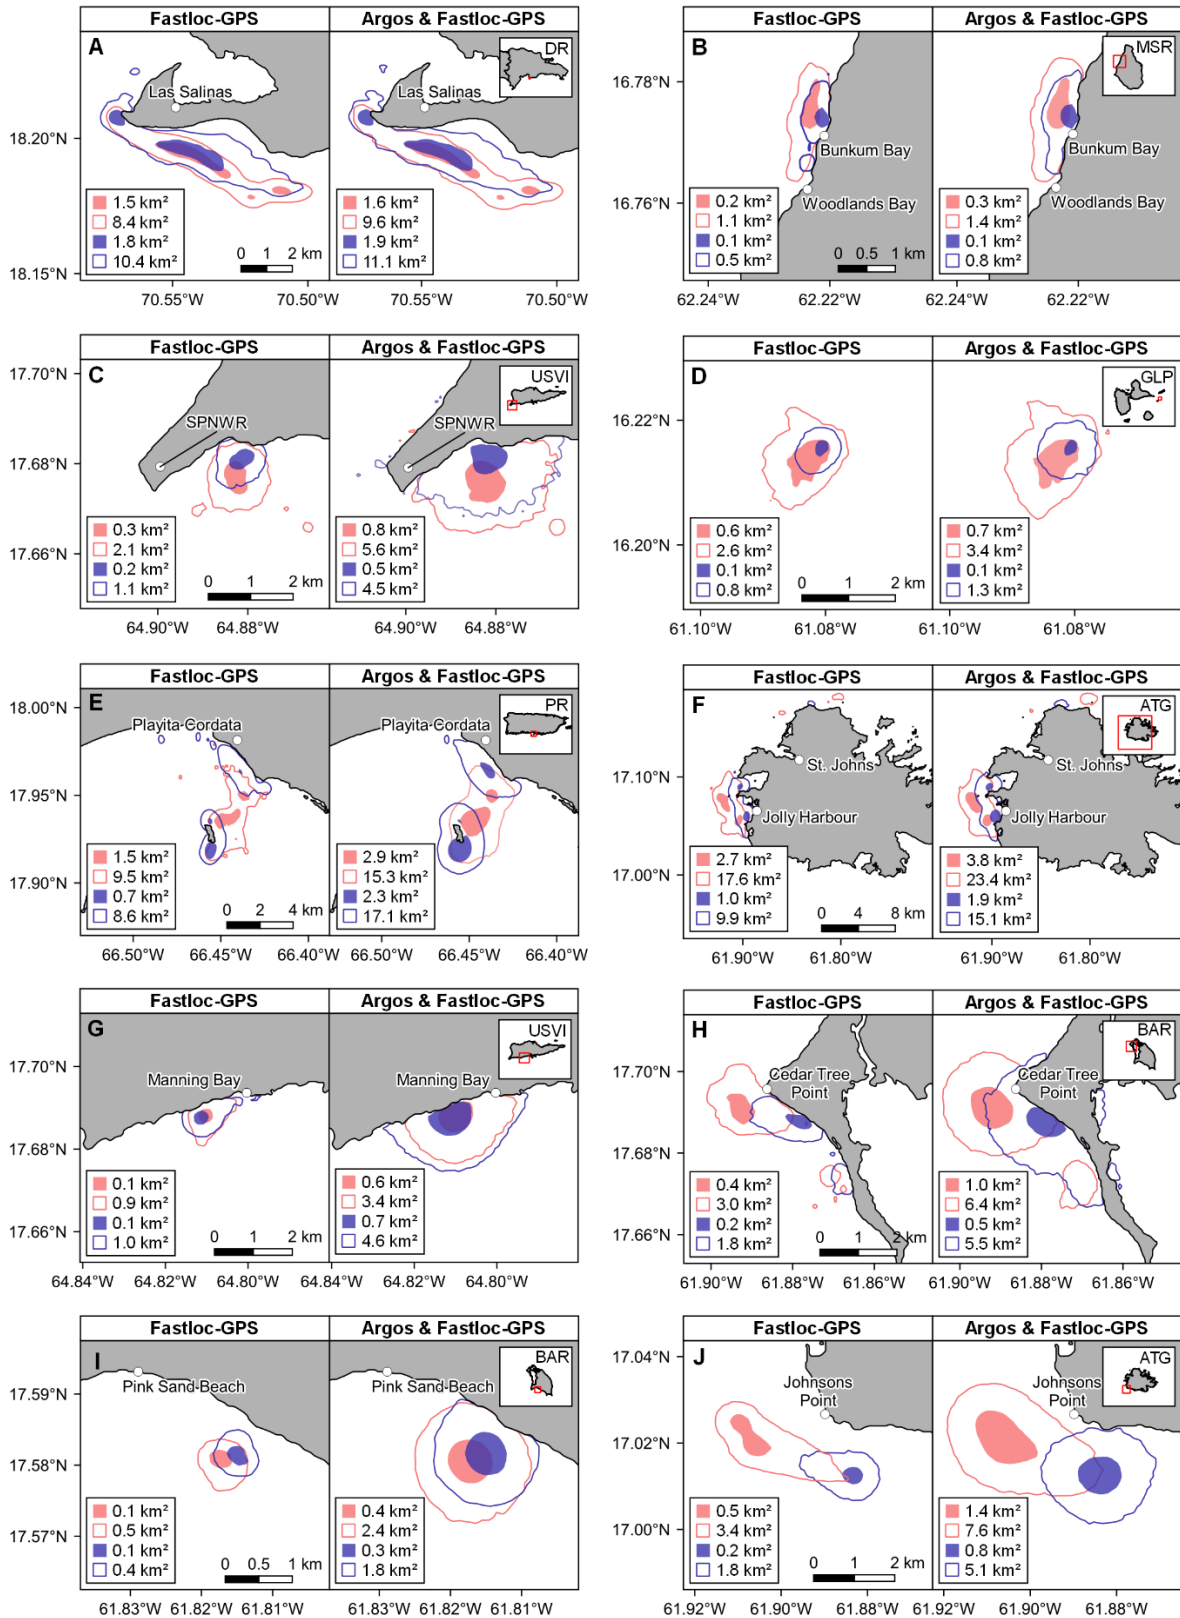 Fastloc-GPS
Argos & Fastloc-GPS
A
DR
Las Salinas
Las Salinas
18.20°N
18.15°N
1.5 km²
8.4 km²
1.8 km²
10.4 km²
0 1 2 km
1.6 km²
9.6 km²
1.9 km²
11.1 km²
70.55°W
70.50°W
70.55°W
70.50°W
Fastloc-GPS
Argos & Fastloc-GPS
B
MSR
16.78°N
16.76°N
Bunkum Bay
Bunkum Bay
Woodlands Bay
Woodlands Bay
0.2 km²
1.1 km²
0.1 km²
0.5 km²
0 0.5 1 km
0.3 km²
1.4 km²
0.1 km²
0.8 km²
62.24°W
62.22°W
62.24°W
62.22°W
Fastloc-GPS
Argos & Fastloc-GPS
C
USVI
17.70°N
17.68°N
17.66°N
SPNWR
SPNWR
0.3 km²
2.1 km²
0.2 km²
1.1 km²
0 1 2 km
0.8 km²
5.6 km²
0.5 km²
4.5 km²
64.90°W
64.88°W
64.90°W
64.88°W
Fastloc-GPS
Argos & Fastloc-GPS
D
GLP
16.22°N
16.20°N
0.6 km²
2.6 km²
0.1 km²
0.8 km²
0 1 2 km
0.7 km²
3.4 km²
0.1 km²
1.3 km²
61.10°W
61.08°W
61.10°W
61.08°W
Fastloc-GPS
Argos & Fastloc-GPS
E
PR
18.00°N
17.95°N
17.90°N
Playita-Cordata
Playita-Cordata
1.5 km²
9.5 km²
0.7 km²
8.6 km²
0 2 4 km
2.9 km²
15.3 km²
2.3 km²
17.1 km²
66.50°W
66.45°W
66.40°W
66.50°W
66.45°W
66.40°W
Fastloc-GPS
Argos & Fastloc-GPS
F
ATG
17.10°N
17.00°N
St. Johns
St. Johns
Jolly Harbour
Jolly Harbour
2.7 km²
17.6 km²
1.0 km²
9.9 km²
0 4 8 km
3.8 km²
23.4 km²
1.9 km²
15.1 km²
61.90°W
61.80°W
61.90°W
61.80°W
Fastloc-GPS
Argos & Fastloc-GPS
G
USVI
17.70°N
17.68°N
17.66°N
Manning Bay
Manning Bay
0.1 km²
0.9 km²
0.1 km²
1.0 km²
0 1 2 km
0.6 km²
3.4 km²
0.7 km²
4.6 km²
64.84°W
64.82°W
64.80°W
64.82°W
64.80°W
Fastloc-GPS
Argos & Fastloc-GPS
H
BAR
17.70°N
17.68°N
17.66°N
Cedar Tree
Point
Cedar Tree
Point
0.4 km²
3.0 km²
0.2 km²
1.8 km²
0 1 2 km
1.0 km²
6.4 km²
0.5 km²
5.5 km²
61.90°W
61.88°W
61.86°W
61.90°W
61.88°W
61.86°W
Fastloc-GPS
Argos & Fastloc-GPS
I
BAR
17.59°N
17.58°N
17.57°N
Pink Sand-Beach
Pink Sand-Beach
0.1 km²
0.5 km²
0.1 km²
0.4 km²
0 0.5 1 km
0.4 km²
2.4 km²
0.3 km²
1.8 km²
61.83°W
61.82°W
61.81°W
61.83°W
61.82°W
61.81°W
Fastloc-GPS
Argos & Fastloc-GPS
J
ATG
17.04°N
17.02°N
17.00°N
Johnsons
Point
Johnsons
Point
0.5 km²
3.4 km²
0.2 km²
1.8 km²
0 1 2 km
1.4 km²
7.6 km²
0.8 km²
5.1 km²
61.92°W
61.90°W
61.88°W
61.92°W
61.90°W
61.88°W